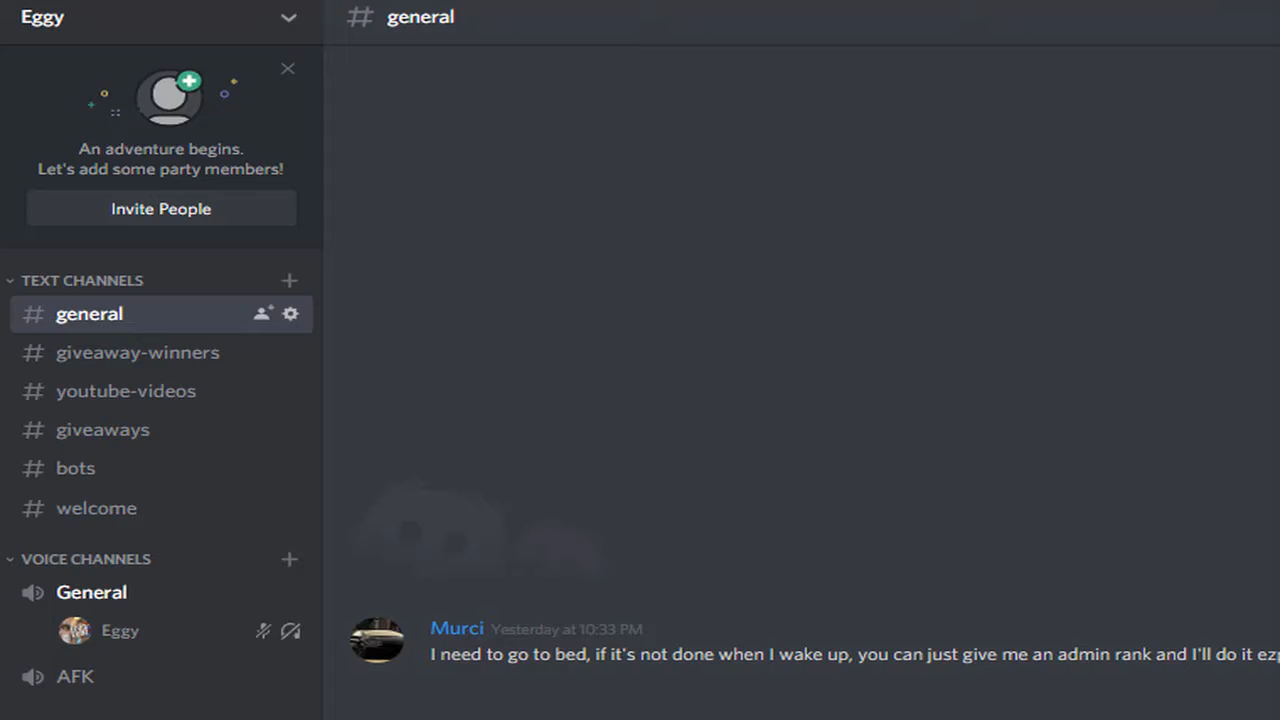 Eggy
general
An adventure begins.
Let's add some party members!
Invite People
TEXT CHANNELS
general
giveaway-winners
youtube-videos
giveaways
bots
welcome
VOICE CHANNELS
General
Eggy
AFK
Murci Yesterday at 10:33 PM
I need to go to bed, if it's not done when I wake up, you can just give me an admin rank and I'll do it